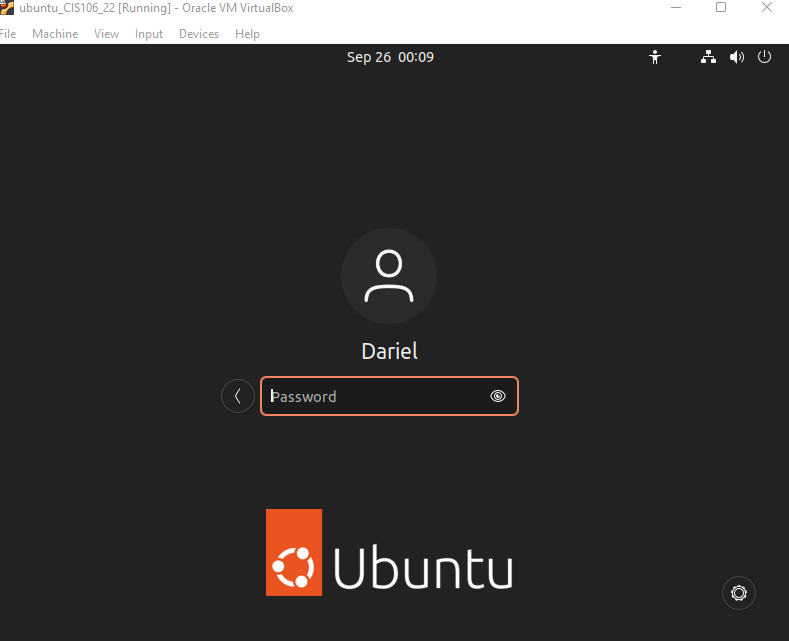 ubuntu_CIS106_22 [Running] - Oracle VM VirtualBox
File Machine View Input Devices Help
Sep 26 00:09
Dariel
Password
Ubuntu